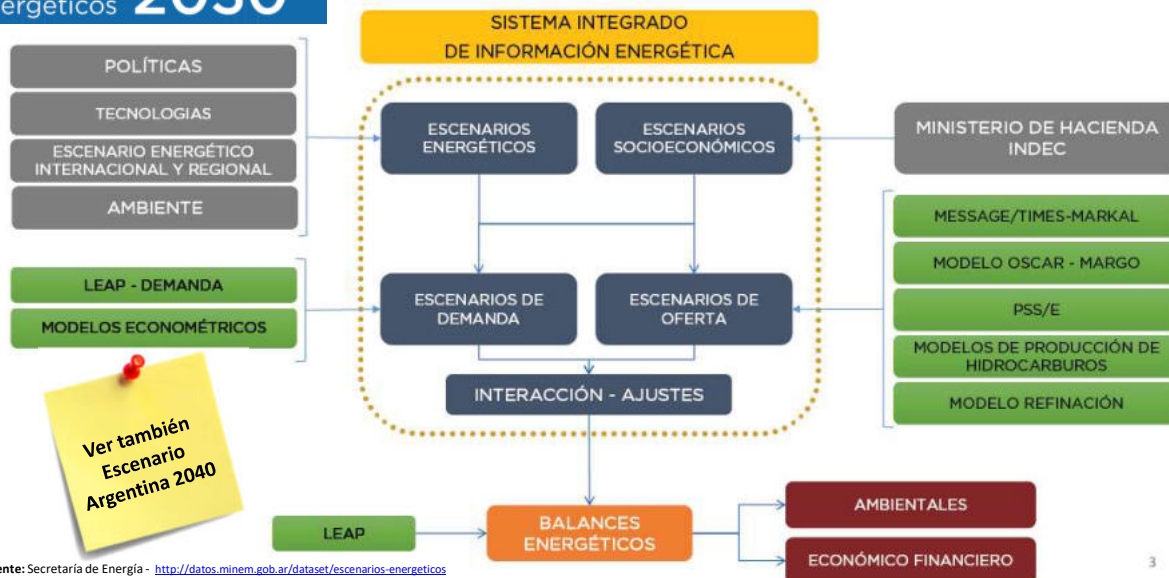 2030
SISTEMA INTEGRADO
DE INFORMACIÓN ENERGÉTICA
POLÍTICAS
TECNOLOGIAS
ESCENARIO ENERGÉTICO
INTERNACIONAL Y REGIONAL
AMBIENTE
ESCENARIOS
ENERGÉTICOS
ESCENARIOS
SOCIOECONÓMICOS
MINISTERIO DE HACIENDA
INDEC
LEAP - DEMANDA
MODELOS ECONOMÉTRICOS
ESCENARIOS DE
DEMANDA
ESCENARIOS DE
OFERTA
MESSAGE/TIMES-MARKAL
MODELO OSCAR - MARGO
PSS/E
MODELOS DE PRODUCCIÓN DE
HIDROCARBUROS
MODELO REFINACIÓN
INTERACCIÓN - AJUSTES
Ver también
Escenario
Argentina 2040
LEAP
BALANCES
ENERGÉTICOS
AMBIENTALES
ECONÓMICO FINANCIERO
ente: Secretaría de Energía - http://datos.minem.gob.ar/dataset/escenarios-energeticos
3